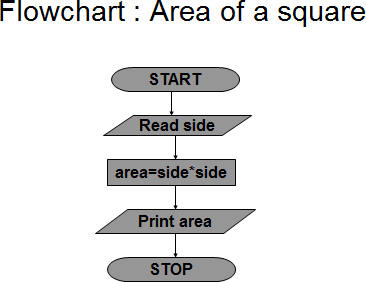 Flowchart : Area of a square
START
Read side
area=side*side
Print area
STOP